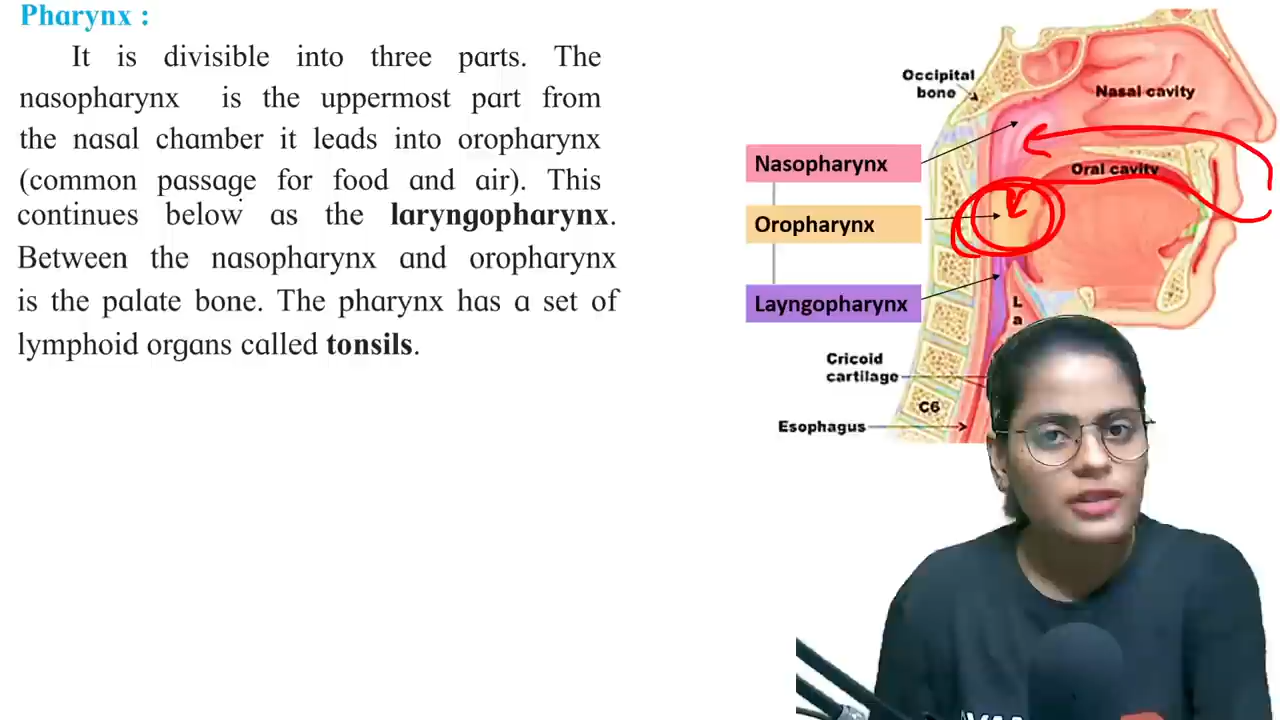 Pharynx :
It is divisible into three parts. The
nasopharynx is the uppermost part from
the nasal chamber it leads into oropharynx
(common passage for food and air). This
continues below as the laryngopharynx.
Between the nasopharynx and oropharynx
is the palate bone. The pharynx has a set of
lymphoid organs called tonsils.
Occipital
bone
Nasal cavity
Nasopharynx
Oral cavity
Oropharynx
Layngopharynx
L
a
Cricoid
cartilage
C6
Esophagus